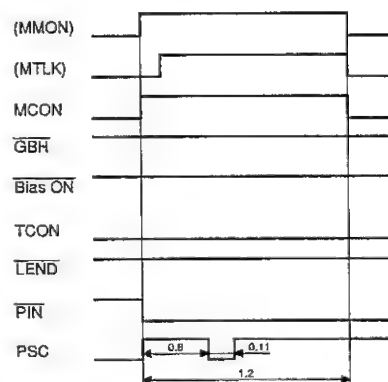 (MMON)
(MTLK)
MCON
GBH
Bias ON
TCON
LEND
PIN
PSC 0,8 0,11
1,2